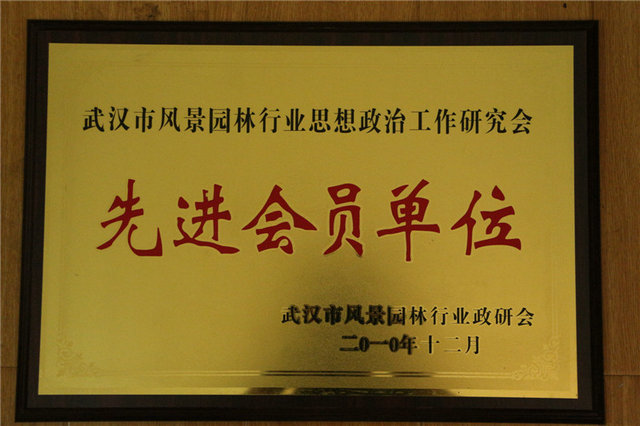 武汉市风景园林行业思想政治工作研究会
先进会员单位
武汉市风景园林行业政研会
二0一0年十二月